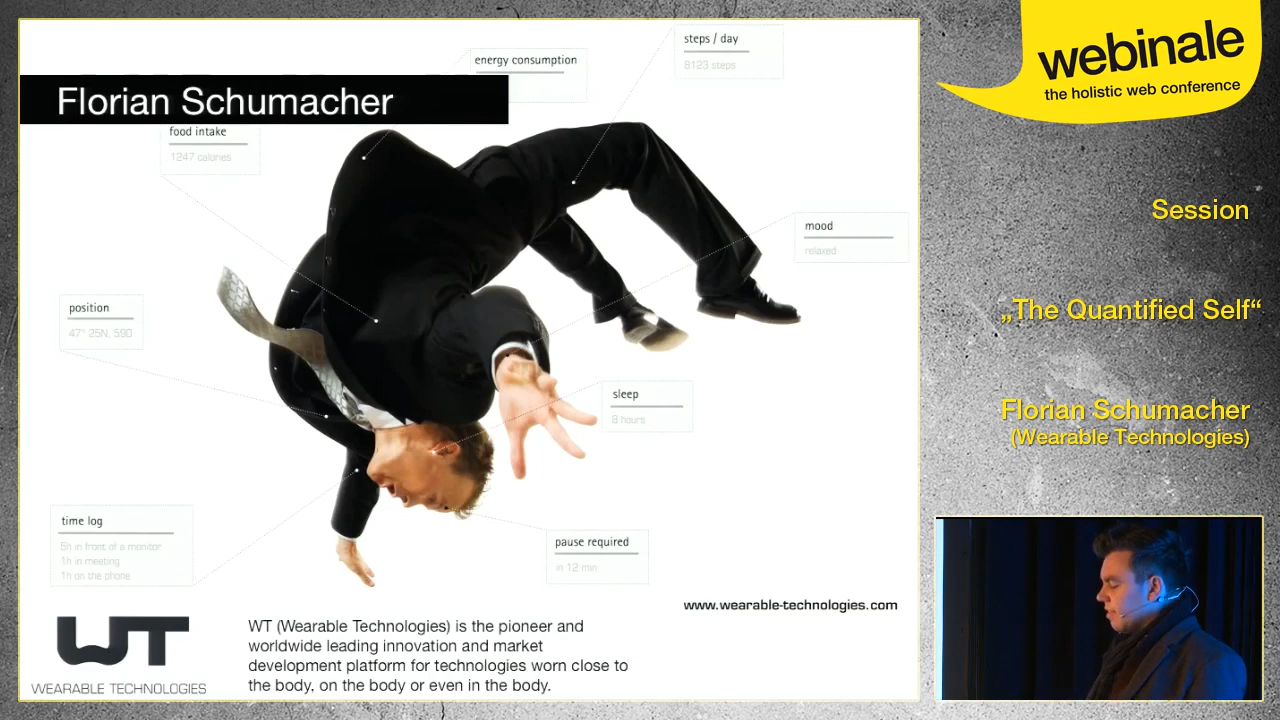 steps / day
8123 steps
energy consumption
Florian Schumacher
food intake
1247 calories
mood
relaxed
position
47° 25N, 59O
sleep
8 hours
time log
5h in front of a monitor
1h in meeting
1h on the phone
pause required
in 12 min
www.wearable-technologies.com
WT
WEARABLE TECHNOLOGIES
WT (Wearable Technologies) is the pioneer and
worldwide leading innovation and market
development platform for technologies worn close to
the body, on the body or even in the body.
webinale
the holistic web conference
Session
„The Quantified Self“
Florian Schumacher
(Wearable Technologies)